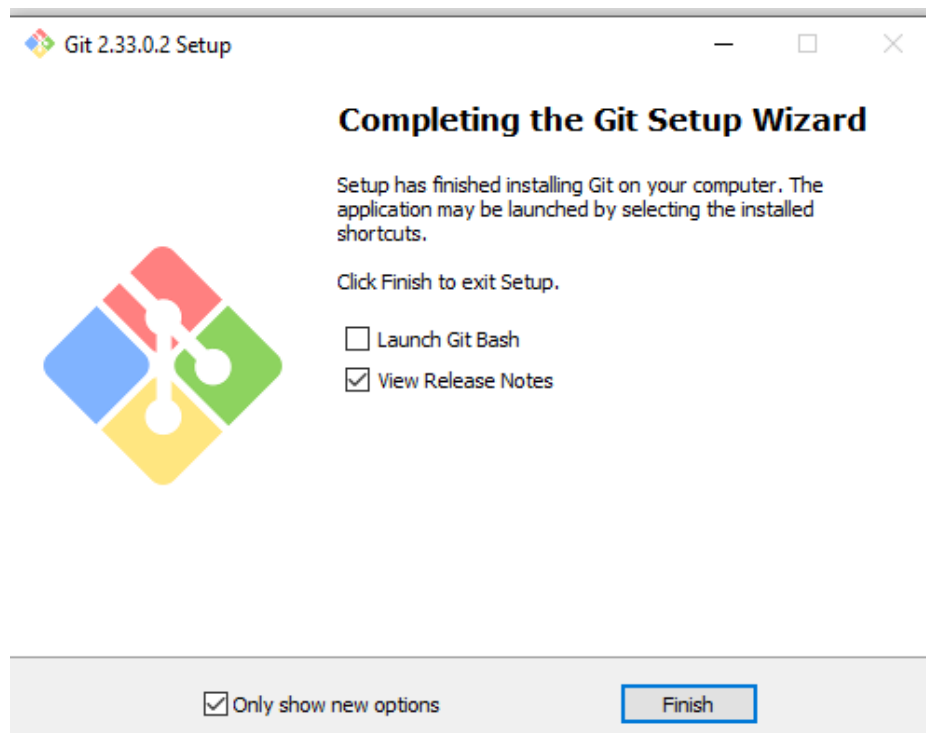 Git 2.33.0.2 Setup
Completing the Git Setup Wizard
Setup has finished installing Git on your computer. The
application may be launched by selecting the installed
shortcuts.
Click Finish to exit Setup.
Launch Git Bash
View Release Notes
Only show new options
Finish